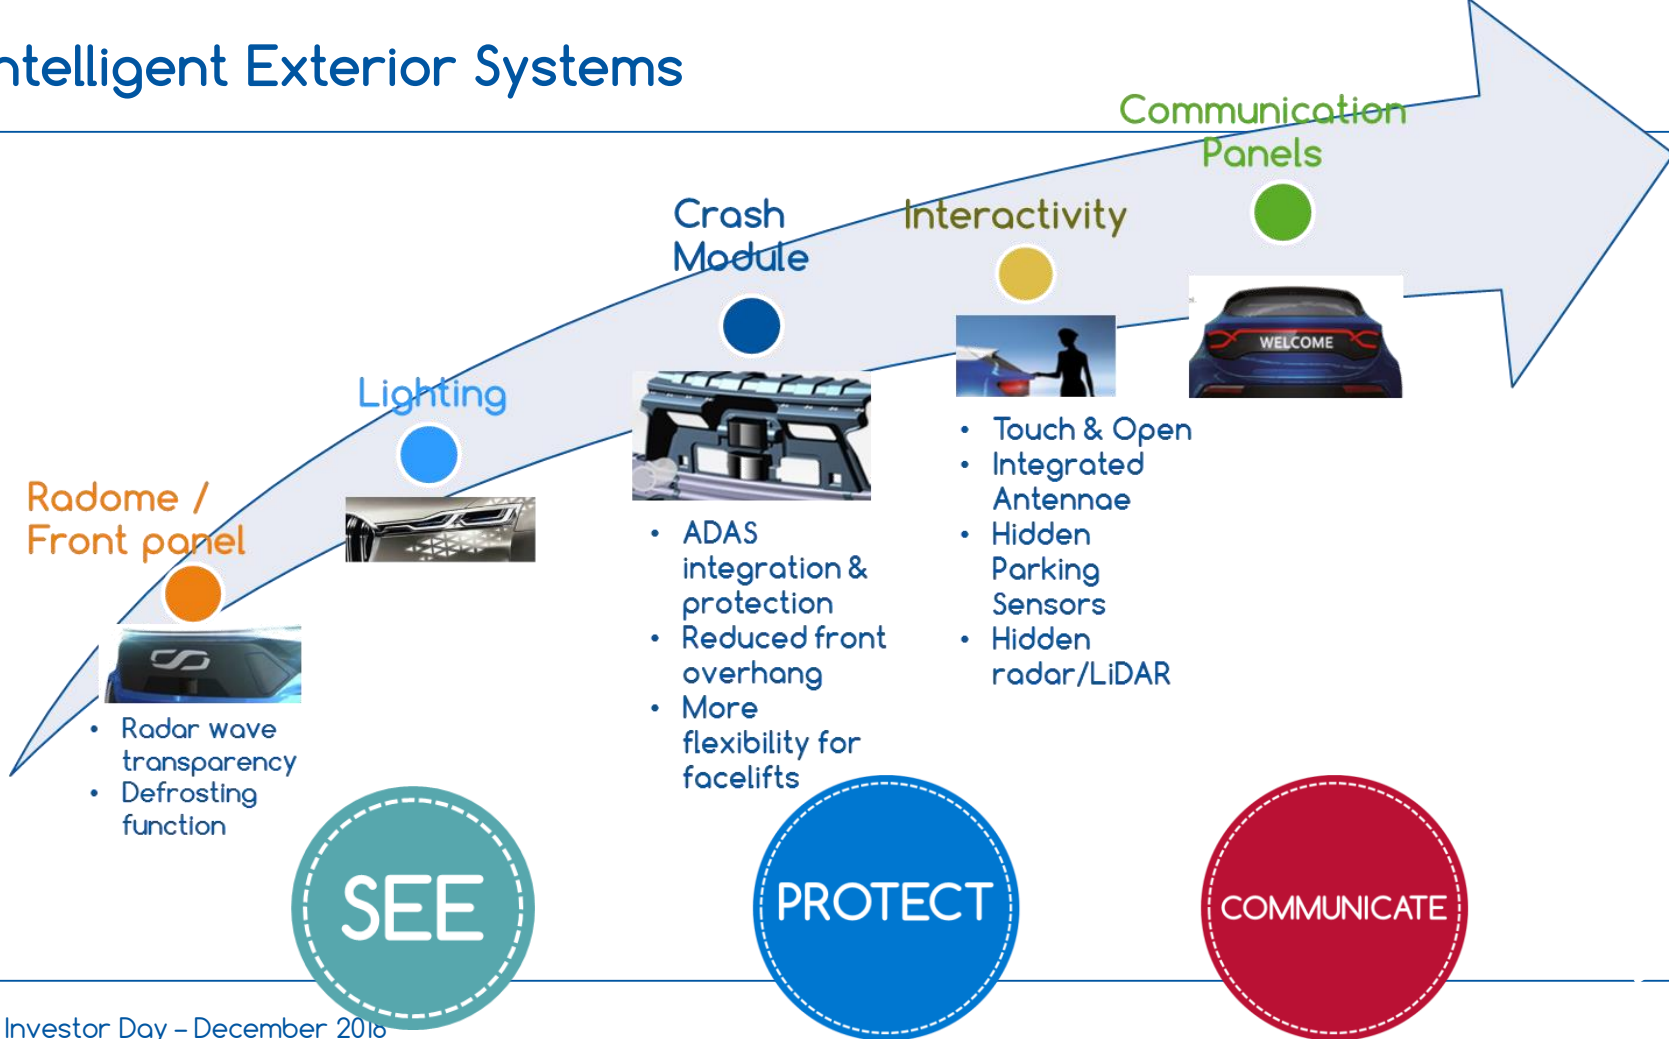 ntelligent Exterior Systems
Communication
Panels
Crash
Module
Interactivity
Lighting
Radome /
Front panel
WELCOME
• Touch & Open
• Integrated
Antennae
• Hidden
Parking
Sensors
• Hidden
radar/LiDAR
• ADAS
integration &
protection
• Reduced front
overhang
• More
flexibility for
facelifts
• Radar wave
transparency
• Defrosting
function
SEE
PROTECT
COMMUNICATE
Investor Day – December 2018